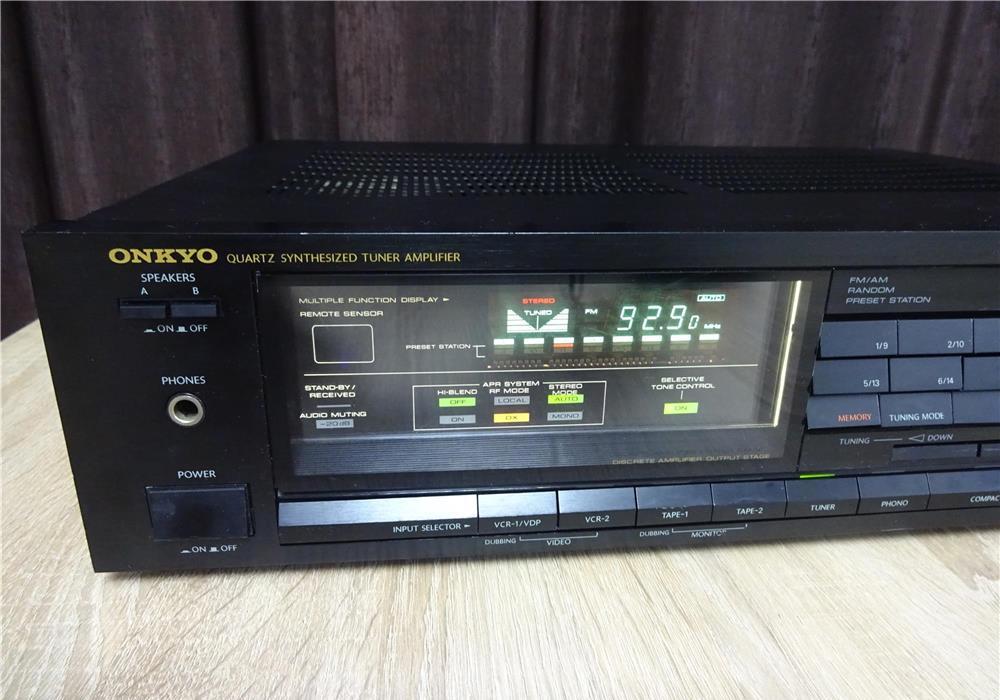 ONKYO QUARTZ SYNTHESIZED TUNER AMPLIFIER
SPEAKERS
A B
ON OFF
PHONES
POWER
ON OFF
MULTIPLE FUNCTION DISPLAY
REMOTE SENSOR
STEREO
TUNED
FM 92.90 MHz
AUTO
PRESET STATION
STAND-BY/
RECEIVED
AUDIO MUTING
-20dB
APR SYSTEM
HI-BLEND RF MODE STEREO MODE
OFF LOCAL AUTO
ON DX MONO
SELECTIVE
TONE CONTROL
ON
DISCRETE AMPLIFIER OUTPUT STAGE
FM/AM
RANDOM
PRESET STATION
1/9 2/10
5/13 6/14
MEMORY TUNING MODE
TUNING DOWN
INPUT SELECTOR VCR-1/VDP VCR-2 TAPE-1 TAPE-2 TUNER PHONO COMPAC
DUBBING VIDEO DUBBING MONITOR